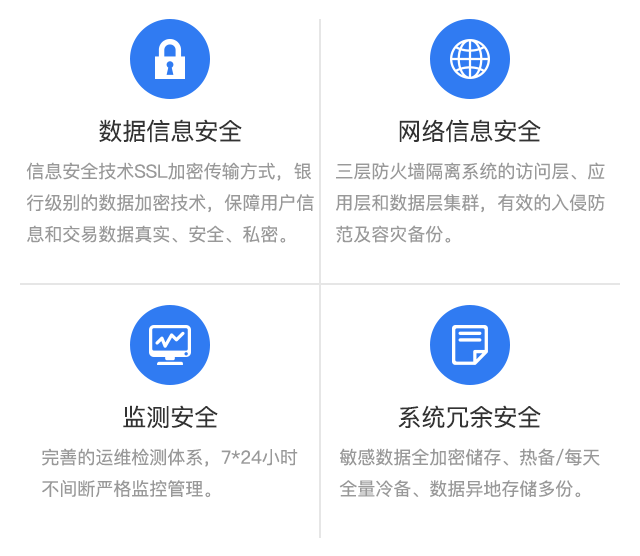 数据信息安全
信息安全技术SSL加密传输方式，银
行级别的数据加密技术，保障用户信
息和交易数据真实、安全、私密。
网络信息安全
三层防火墙隔离系统的访问层、应
用层和数据层集群，有效的入侵防
范及容灾备份。
监测安全
完善的运维检测体系，7*24小时
不间断严格监控管理。
系统冗余安全
敏感数据全加密储存、热备/每天
全量冷备、数据异地存储多份。